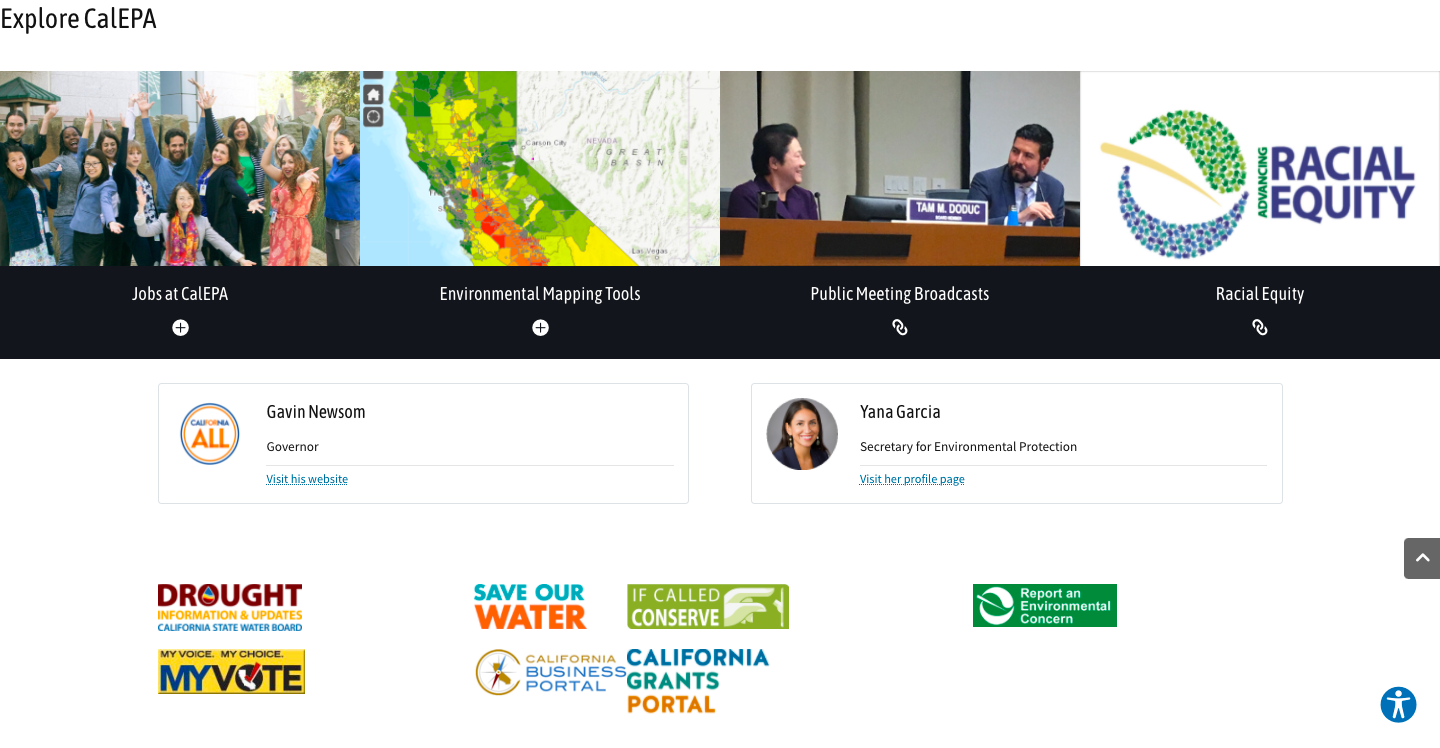 Explore CalEPA
Carson City
NEVADA
GREAT
BASIN
Las Vegas
TAM M. DODUC
BOARD MEMBER
ADVANCING
RACIAL
EQUITY
Jobs at CalEPA
Environmental Mapping Tools
Public Meeting Broadcasts
Racial Equity
CALIFORNIA
ALL
Gavin Newsom
Governor
Visit his website
Yana Garcia
Secretary for Environmental Protection
Visit her profile page
DROUGHT
INFORMATION & UPDATES
CALIFORNIA STATE WATER BOARD
SAVE OUR
WATER
IF CALLED
CONSERVE
Report an
Environmental
Concern
MY VOICE. MY CHOICE.
MYVOTE
CALIFORNIA
BUSINESS
PORTAL
CALIFORNIA
GRANTS
PORTAL